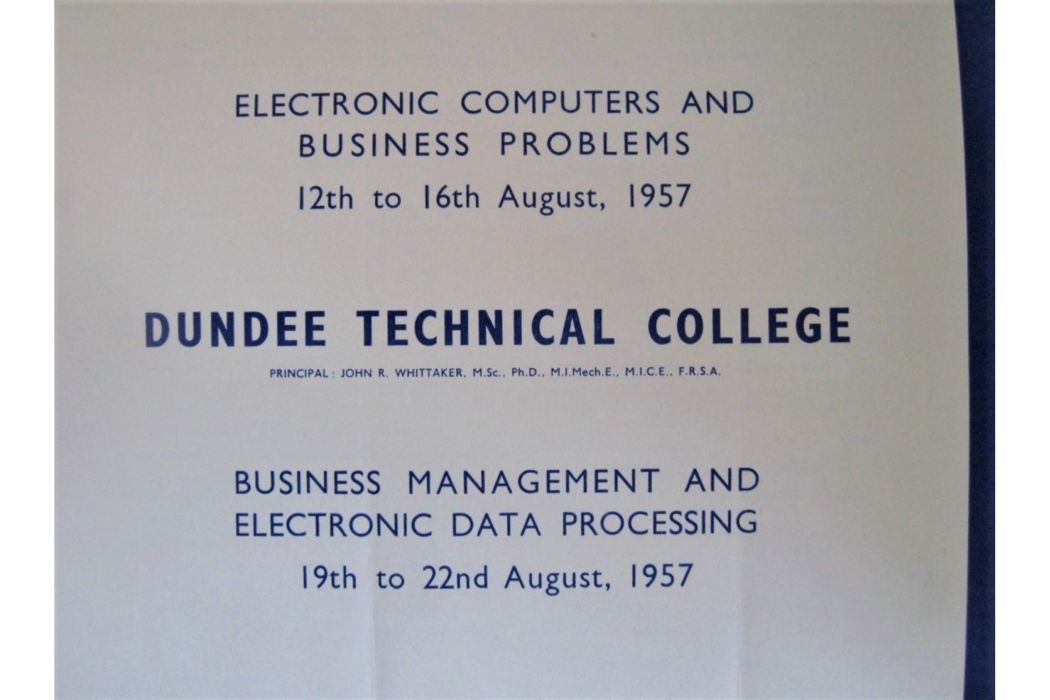 ELECTRONIC COMPUTERS AND
BUSINESS PROBLEMS
12th to 16th August, 1957
DUNDEE TECHNICAL COLLEGE
PRINCIPAL: JOHN R. WHITTAKER, M.Sc., Ph.D., M.I.Mech.E., M.I.C.E., F.R.S.A.
BUSINESS MANAGEMENT AND
ELECTRONIC DATA PROCESSING
19th to 22nd August, 1957